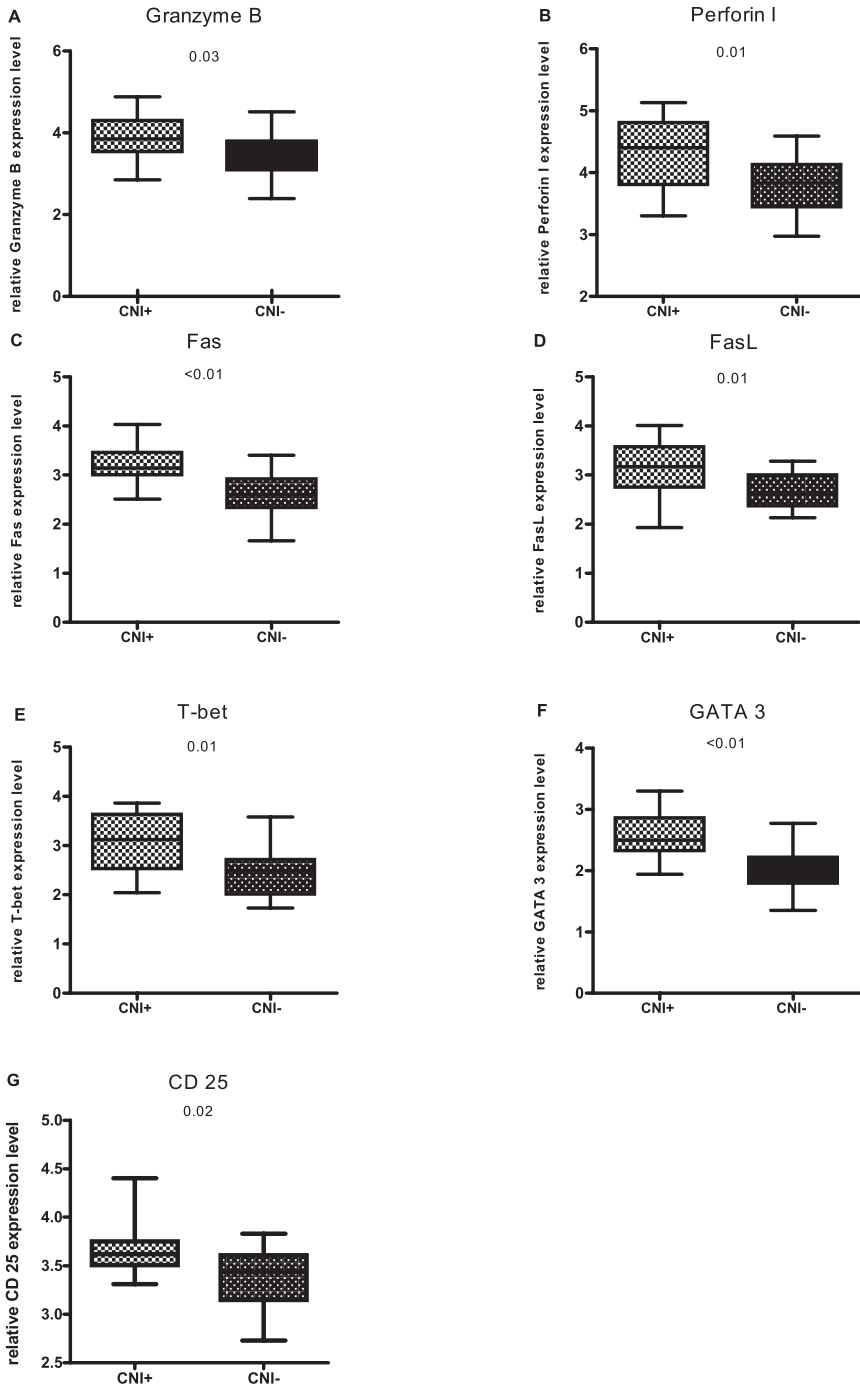 A
Granzyme B
0.03
relative Granzyme B expression level
6
4
2
0
CNI+
CNI-
B
Perforin I
0.01
relative Perforin I expression level
6
5
4
3
2
CNI+
CNI-
C
Fas
<0.01
relative Fas expression level
5
4
3
2
1
0
CNI+
CNI-
D
FasL
0.01
relative FasL expression level
5
4
3
2
1
0
CNI+
CNI-
E
T-bet
0.01
relative T-bet expression level
5
4
3
2
1
0
CNI+
CNI-
F
GATA 3
<0.01
relative GATA 3 expression level
4
3
2
1
0
CNI+
CNI-
G
CD 25
0.02
relative CD 25 expression level
5.0
4.5
4.0
3.5
3.0
2.5
CNI+
CNI-